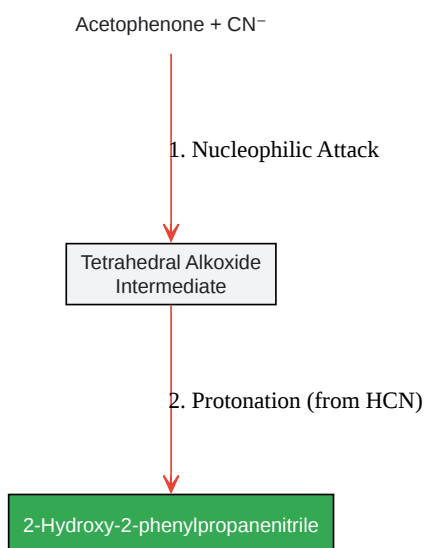 Acetophenone + CN⁻
1. Nucleophilic Attack
Tetrahedral Alkoxide
Intermediate
2. Protonation (from HCN)
2-Hydroxy-2-phenylpropanenitrile